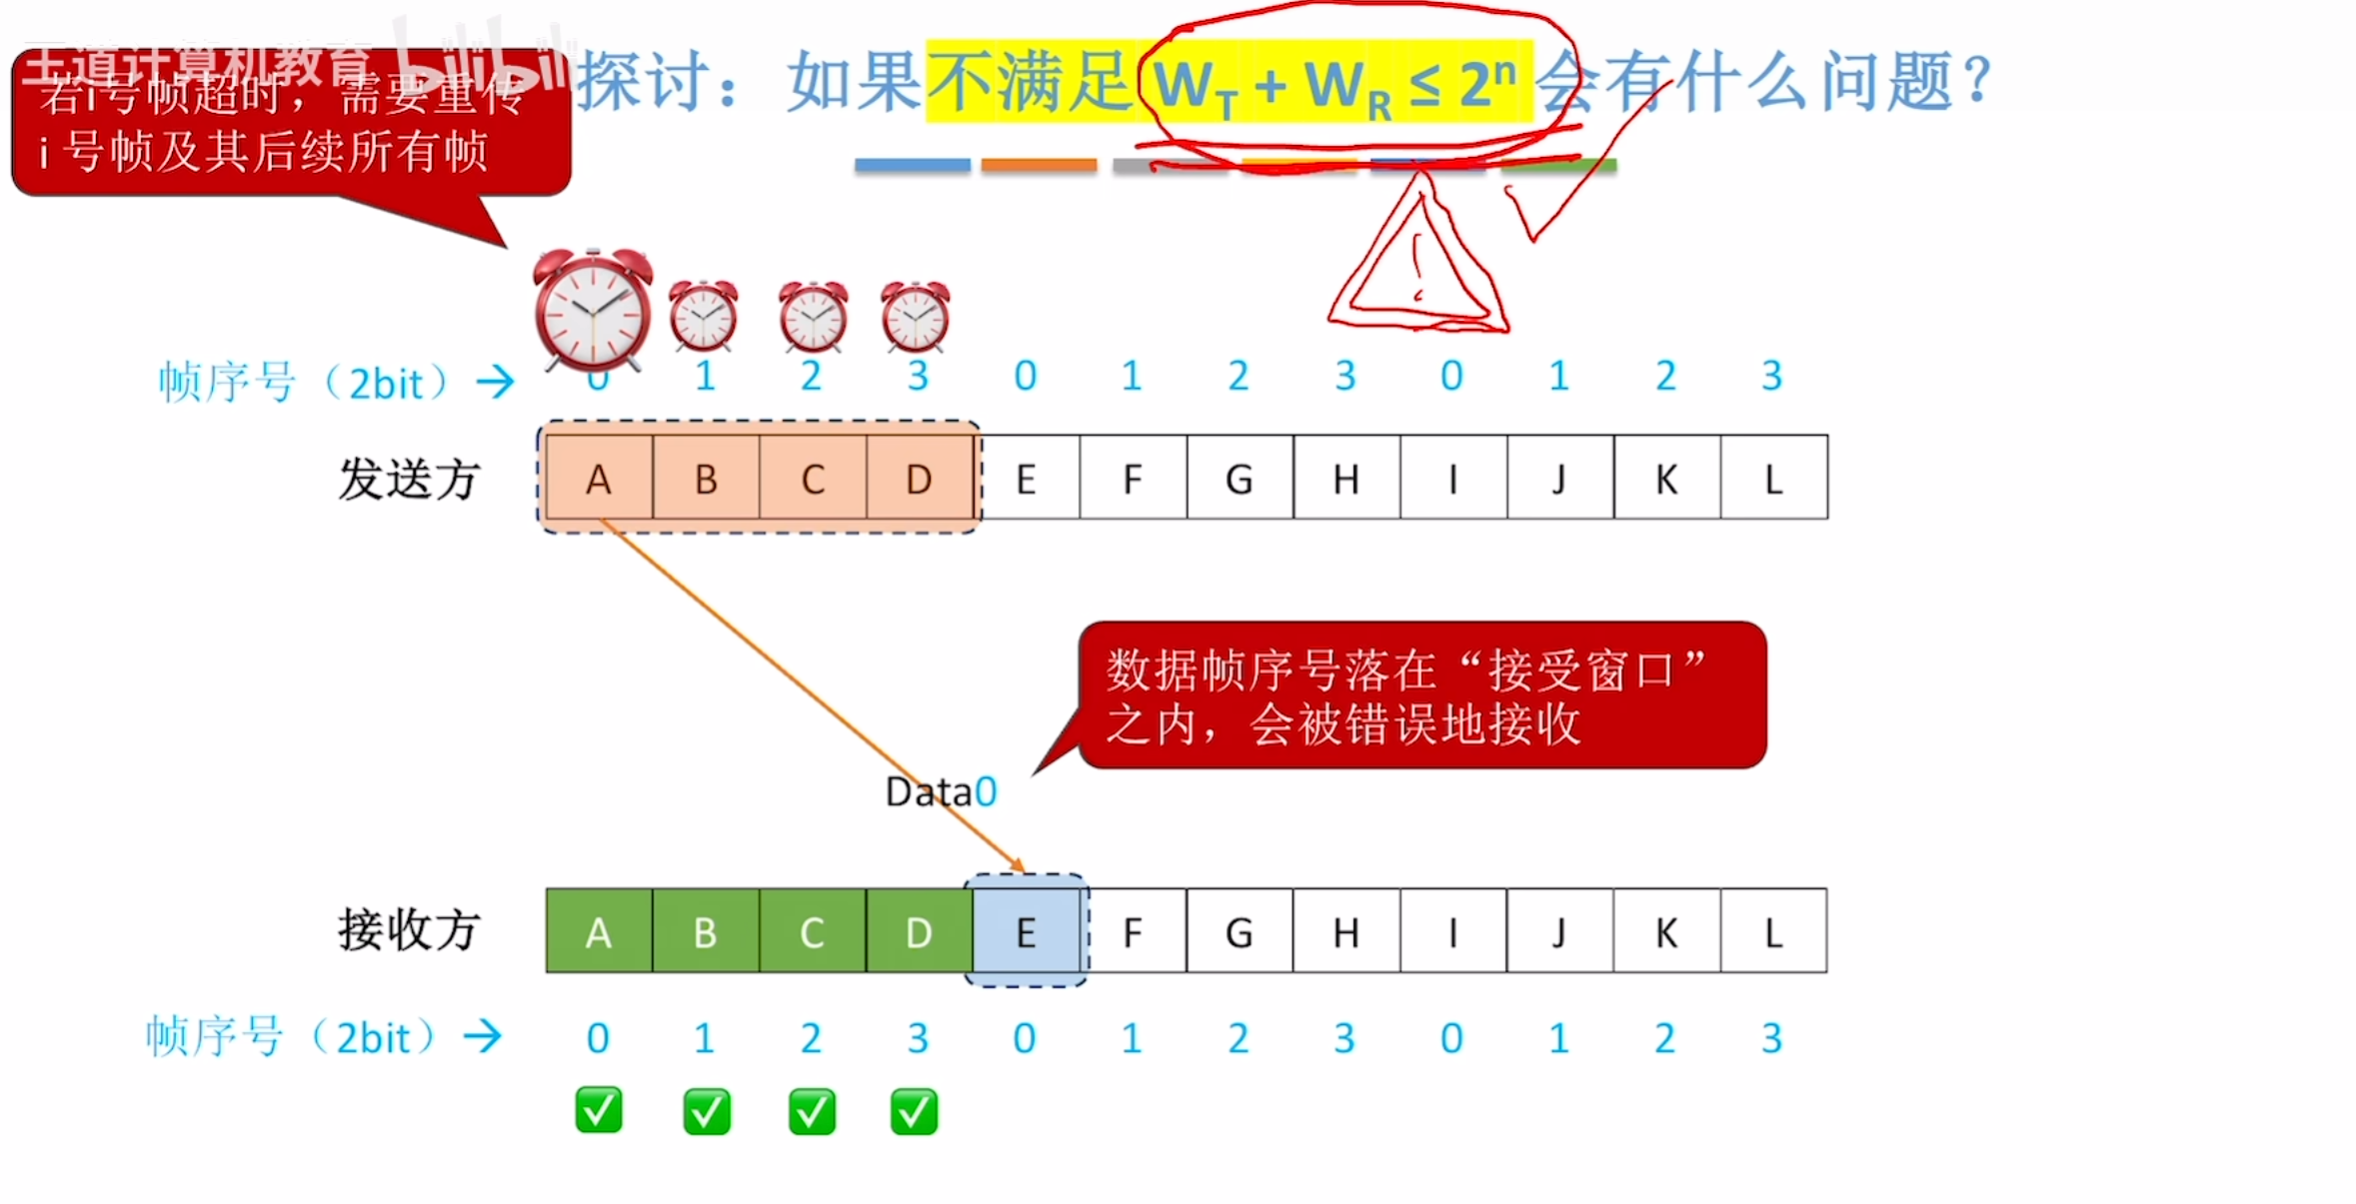 王道计算机教育 bilibili
探讨：如果不满足 WT + WR ≤ 2ⁿ 会有什么问题？
若i号帧超时，需要重传
i 号帧及其后续所有帧
帧序号（2bit）→ 0 1 2 3 0 1 2 3 0 1 2 3
发送方 A B C D E F G H I J K L
数据帧序号落在“接受窗口”
之内，会被错误地接收
Data0
接收方 A B C D E F G H I J K L
帧序号（2bit）→ 0 1 2 3 0 1 2 3 0 1 2 3